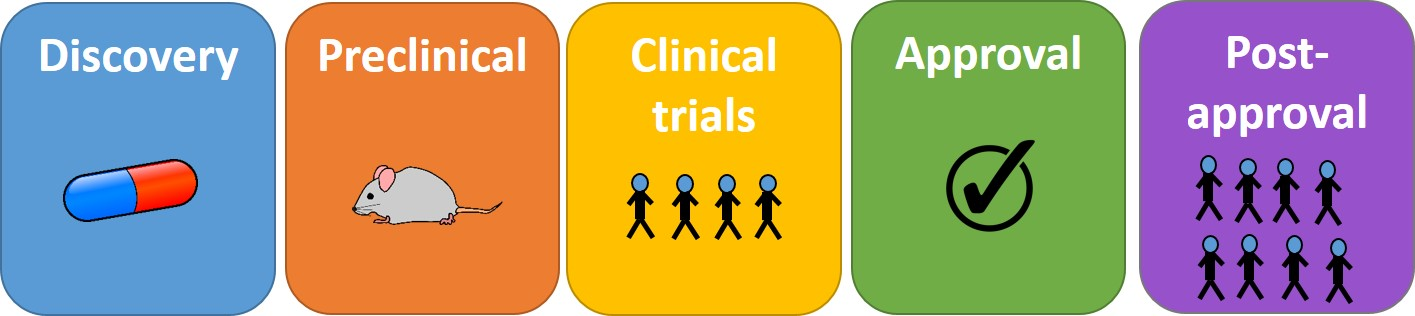 Discovery
Preclinical
Clinical
trials
Approval
Post-
approval